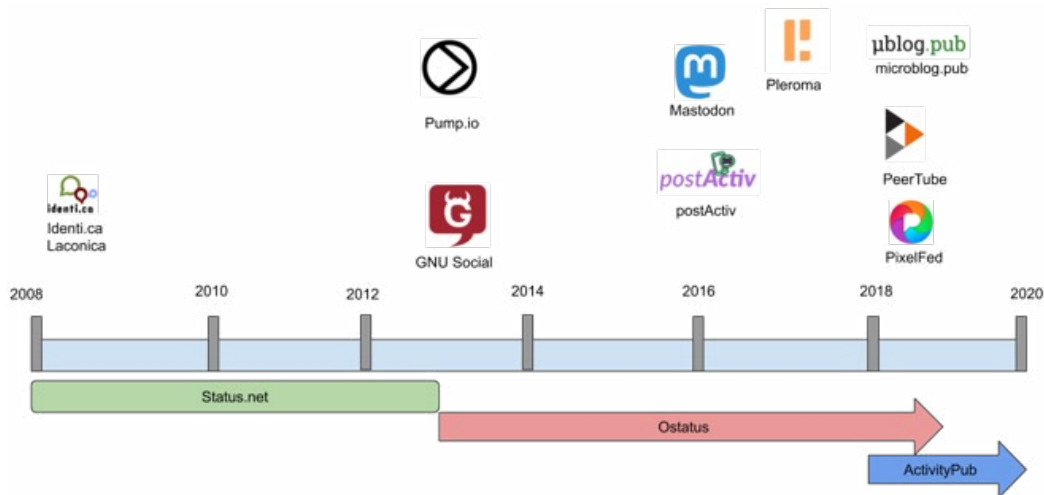 µblog.pub
microblog.pub
Pump.io
Mastodon
Pleroma
PeerTube
identi.ca
Identi.ca
Laconica
postActiv
postActiv
GNU Social
PixelFed
2008
2010
2012
2014
2016
2018
2020
Status.net
Ostatus
ActivityPub